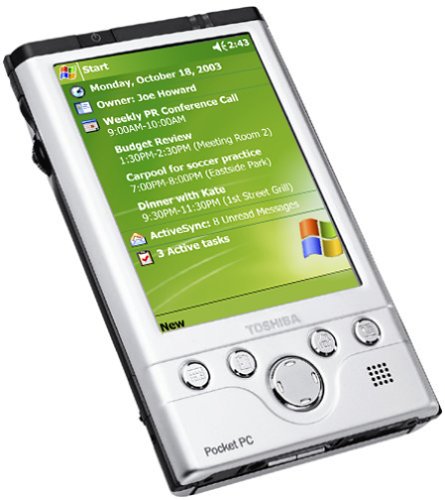 Start 2:43
Monday, October 18, 2003
Owner: Joe Howard
Weekly PR Conference Call
9:00AM-10:00AM
Budget Review
1:30PM-2:30PM (Meeting Room 2)
Carpool for soccer practice
7:00PM-8:00PM (Eastside Park)
Dinner with Kate
9:30PM-11:30PM (1st Street Grill)
ActiveSync: 8 Unread Messages
3 Active tasks
New
TOSHIBA
Pocket PC